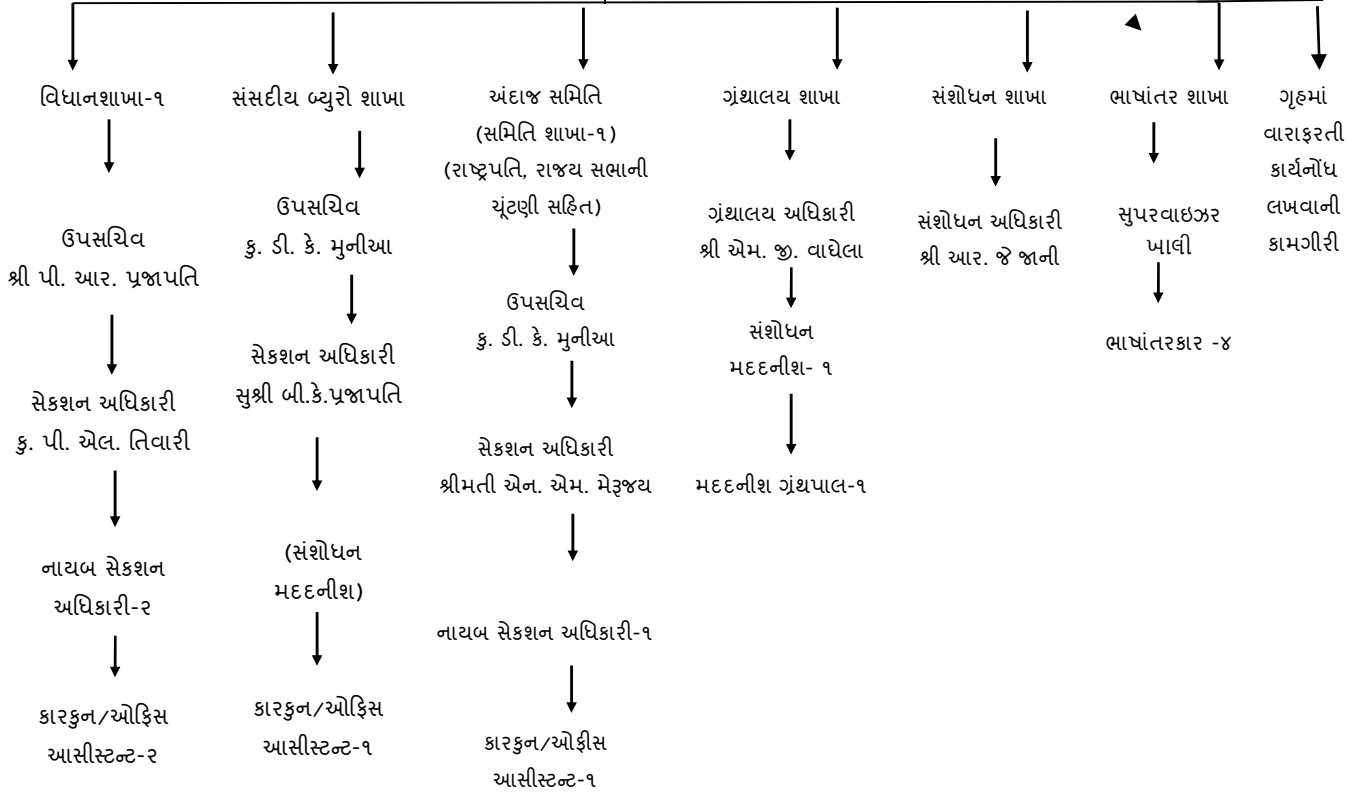 વિધાનશાખા-૧
ઉપસચિવ
શ્રી પી. આર. પ્રજાપતિ
સેકશન અધિકારી
કુ. પી. એલ. તિવારી
નાયબ સેકશન
અધિકારી-૨
કારકુન/ઓફિસ
આસીસ્ટન્ટ-૨
સંસદીય બ્યુરો શાખા
ઉપસચિવ
કુ. ડી. કે. મુનીઆ
સેકશન અધિકારી
સુશ્રી બી.કે.પ્રજાપતિ
(સંશોધન
મદદનીશ)
કારકુન/ઓફિસ
આસીસ્ટન્ટ-૧
અંદાજ સમિતિ
(સમિતિ શાખા-૧)
(રાષ્ટ્રપતિ, રાજય સભાની
ચૂંટણી સહિત)
ઉપસચિવ
કુ. ડી. કે. મુનીઆ
સેકશન અધિકારી
શ્રીમતી એન. એમ. મેરૂજય
નાયબ સેકશન અધિકારી-૧
કારકુન/ઓફીસ
આસીસ્ટન્ટ-૧
ગ્રંથાલય શાખા
ગ્રંથાલય અધિકારી
શ્રી એમ. જી. વાઘેલા
સંશોધન
મદદનીશ- ૧
મદદનીશ ગ્રંથપાલ-૧
સંશોધન શાખા
સંશોધન અધિકારી
શ્રી આર. જે જાની
ભાષાંતર શાખા
સુપરવાઇઝર
ખાલી
ભાષાંતરકાર -૪
ગૃહમાં
વારાફરતી
કાર્યનોંધ
લખવાની
કામગીરી